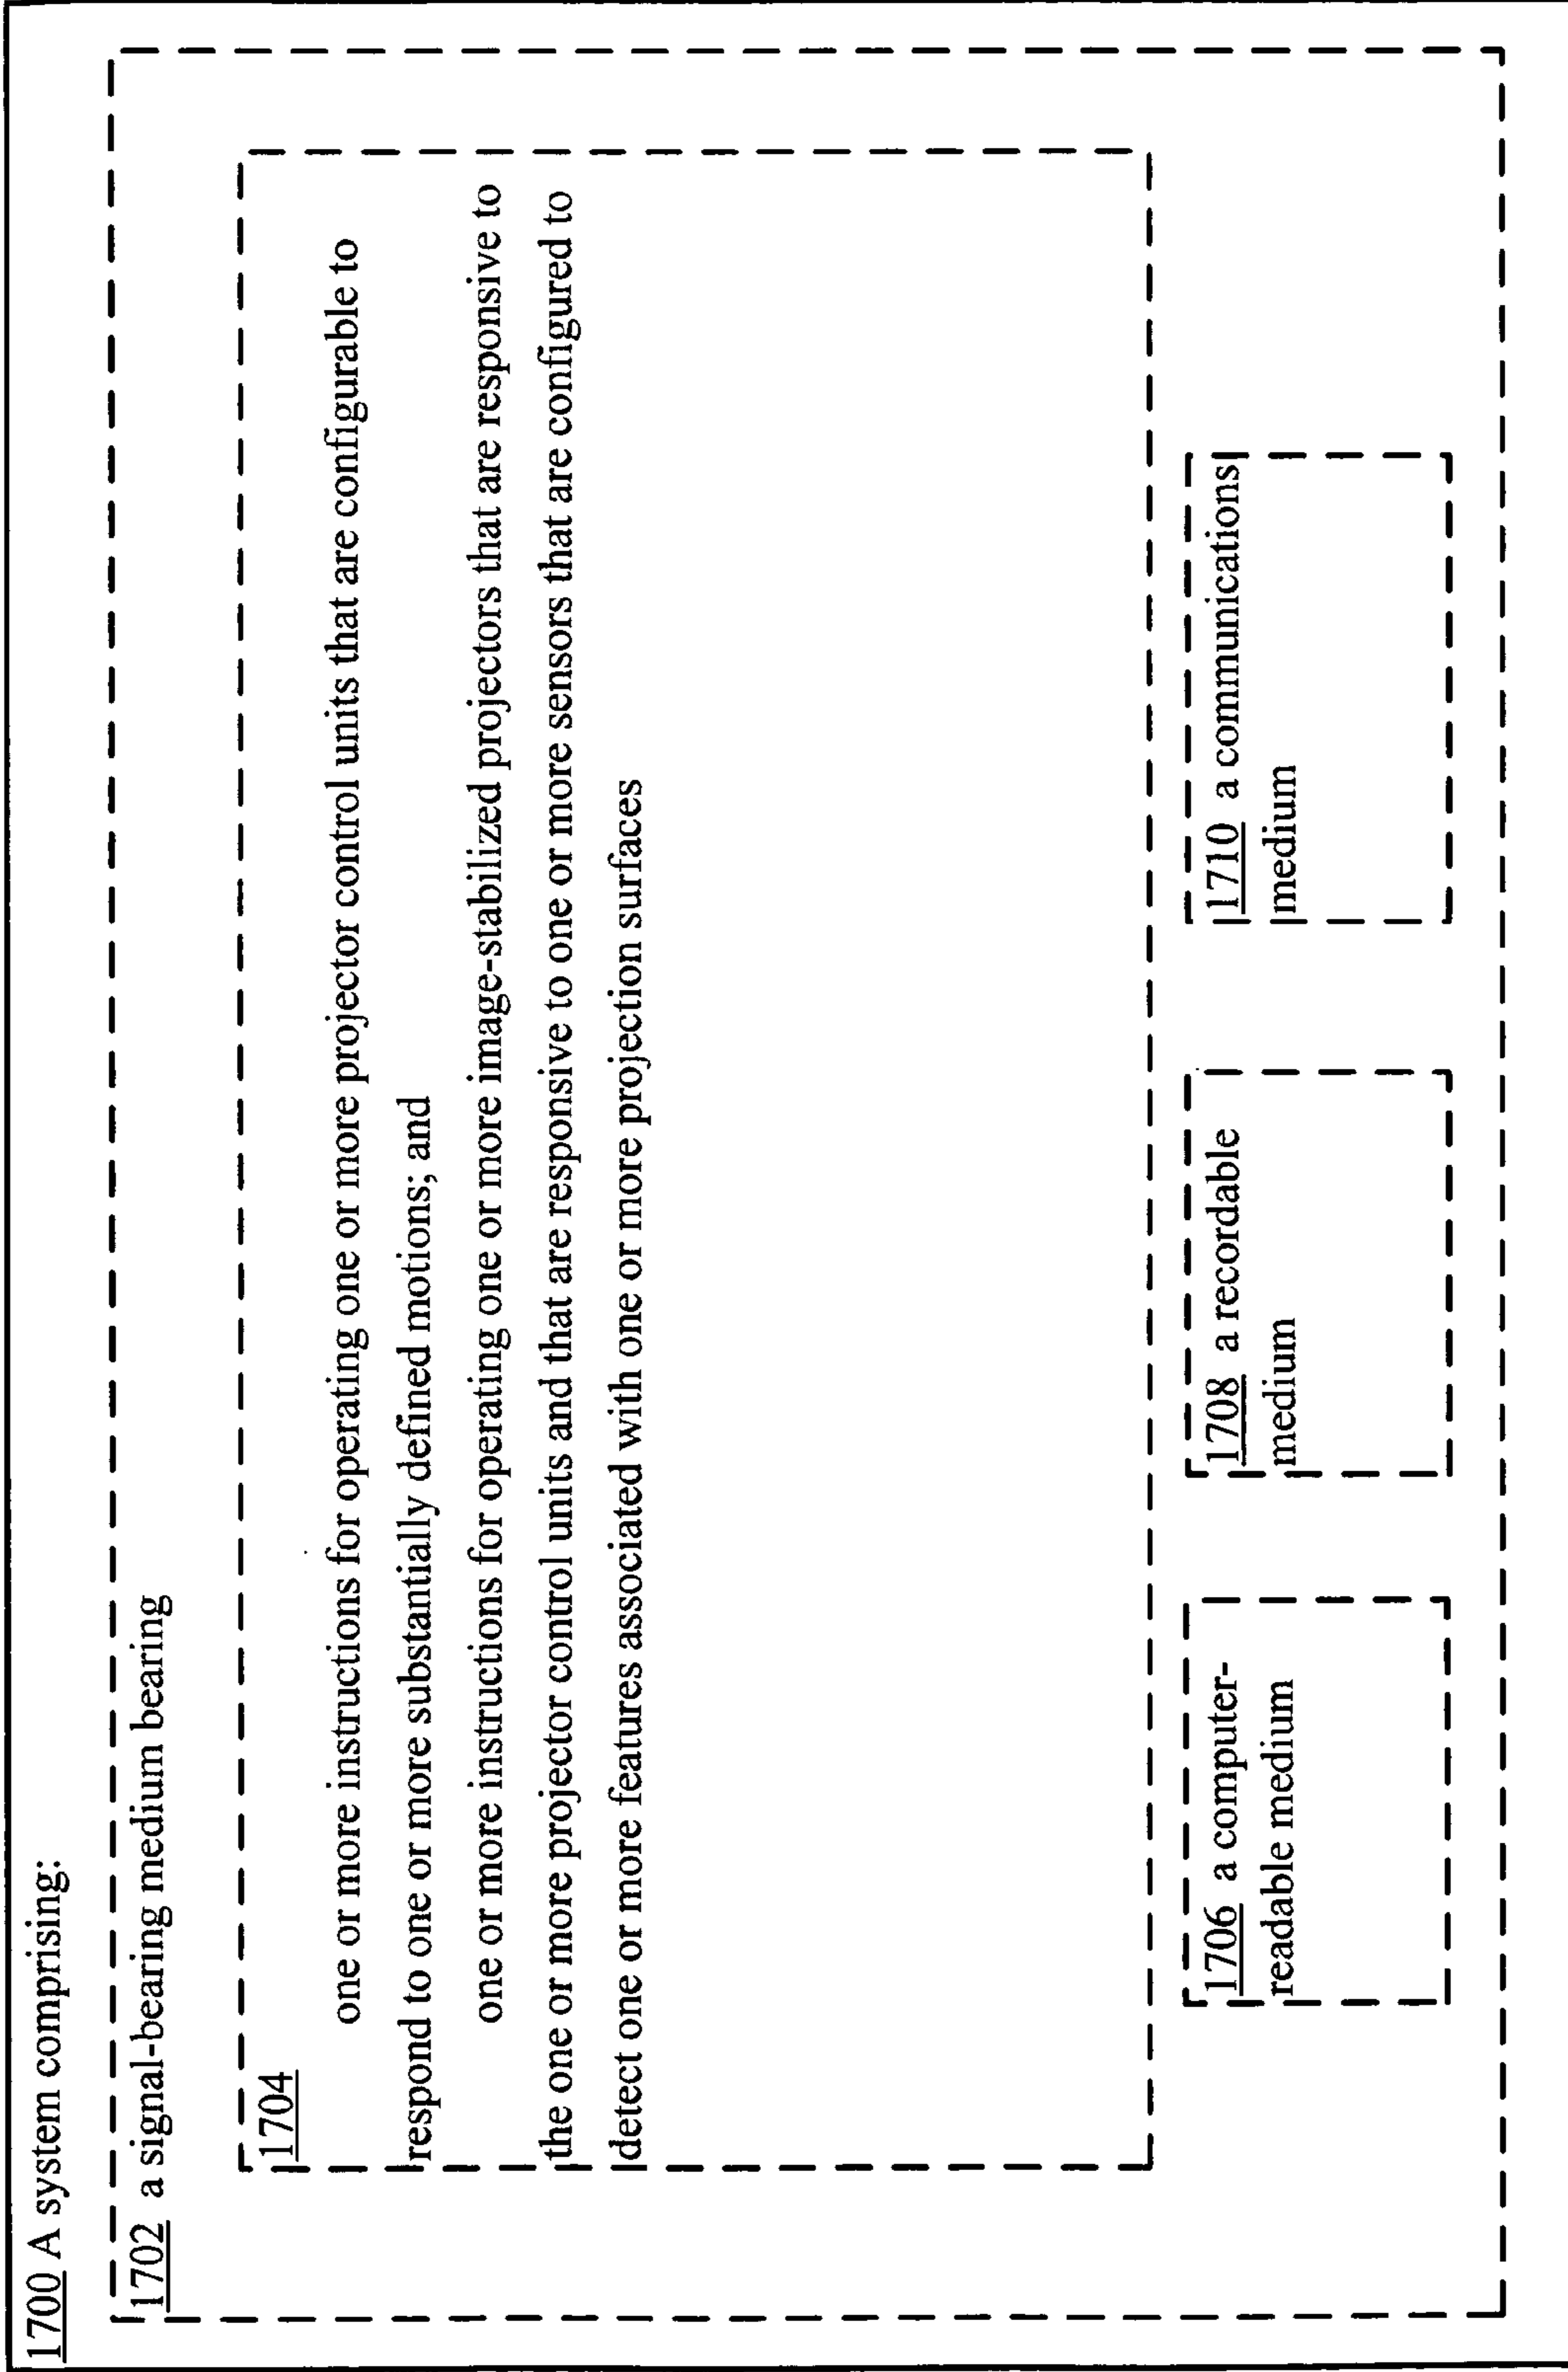 1700 A system comprising:
1702 a signal-bearing medium bearing
1704
one or more instructions for operating one or more projector control units that are configurable to
respond to one or more substantially defined motions; and
one or more instructions for operating one or more image-stabilized projectors that are responsive to
the one or more projector control units and that are responsive to one or more sensors that are configured to
detect one or more features associated with one or more projection surfaces
1706 a computer-
readable medium
1708 a recordable
medium
1710 a communications
medium